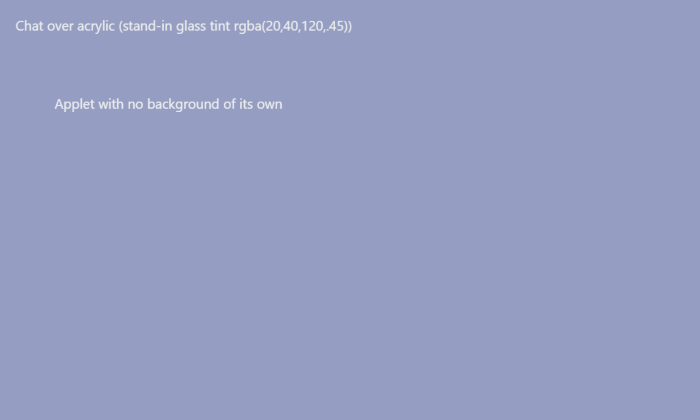 Chat over acrylic (stand-in glass tint rgba(20,40,120,.45))
Applet with no background of its own